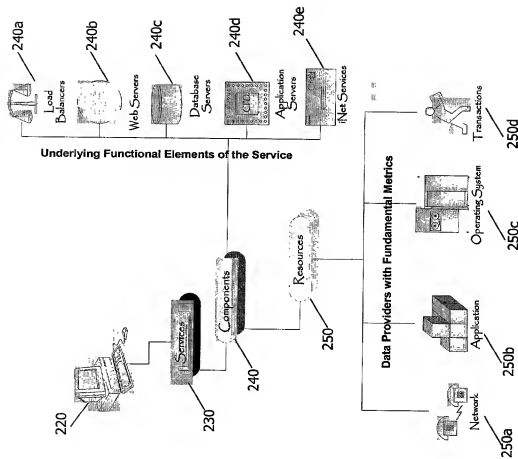 240a
240b
240c
240d
240e
Load
Balancers
Web Servers
Database
Servers
Application
Servers
iNet Services
Underlying Functional Elements of the Service
220
Services
230
Components
240
Resources
250
Data Providers with Fundamental Metrics
Network
250a
Application
250b
Operating System
250c
Transactions
250d